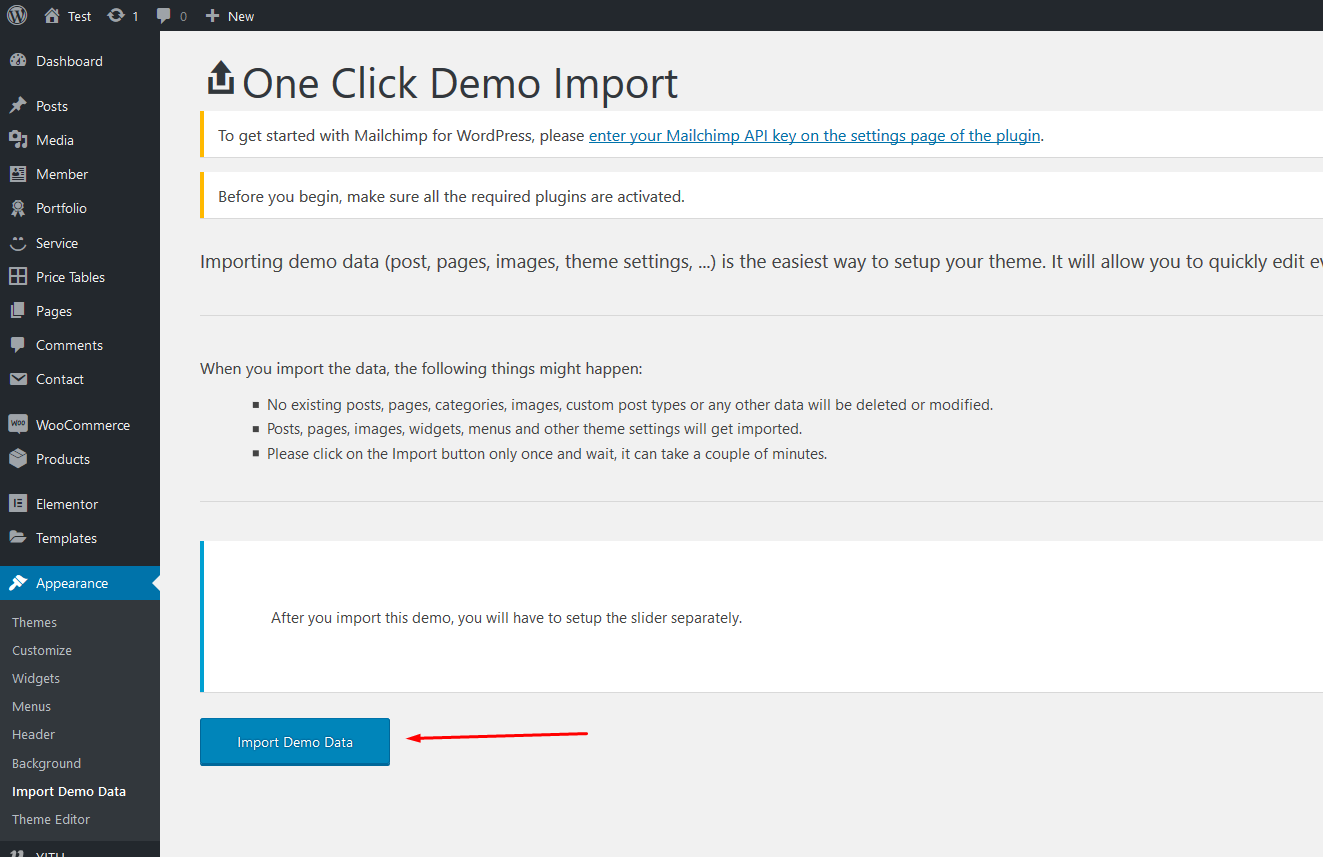 Test 1 0 New
Dashboard
Posts
Media
Member
Portfolio
Service
Price Tables
Pages
Comments
Contact
WOO WooCommerce
Products
Elementor
Templates
Appearance
Themes
Customize
Widgets
Menus
Header
Background
Import Demo Data
Theme Editor
One Click Demo Import
To get started with Mailchimp for WordPress, please enter your Mailchimp API key on the settings page of the plugin.
Before you begin, make sure all the required plugins are activated.
Importing demo data (post, pages, images, theme settings, ...) is the easiest way to setup your theme. It will allow you to quickly edit
When you import the data, the following things might happen:
No existing posts, pages, categories, images, custom post types or any other data will be deleted or modified.
Posts, pages, images, widgets, menus and other theme settings will get imported.
Please click on the Import button only once and wait, it can take a couple of minutes.
After you import this demo, you will have to setup the slider separately.
Import Demo Data